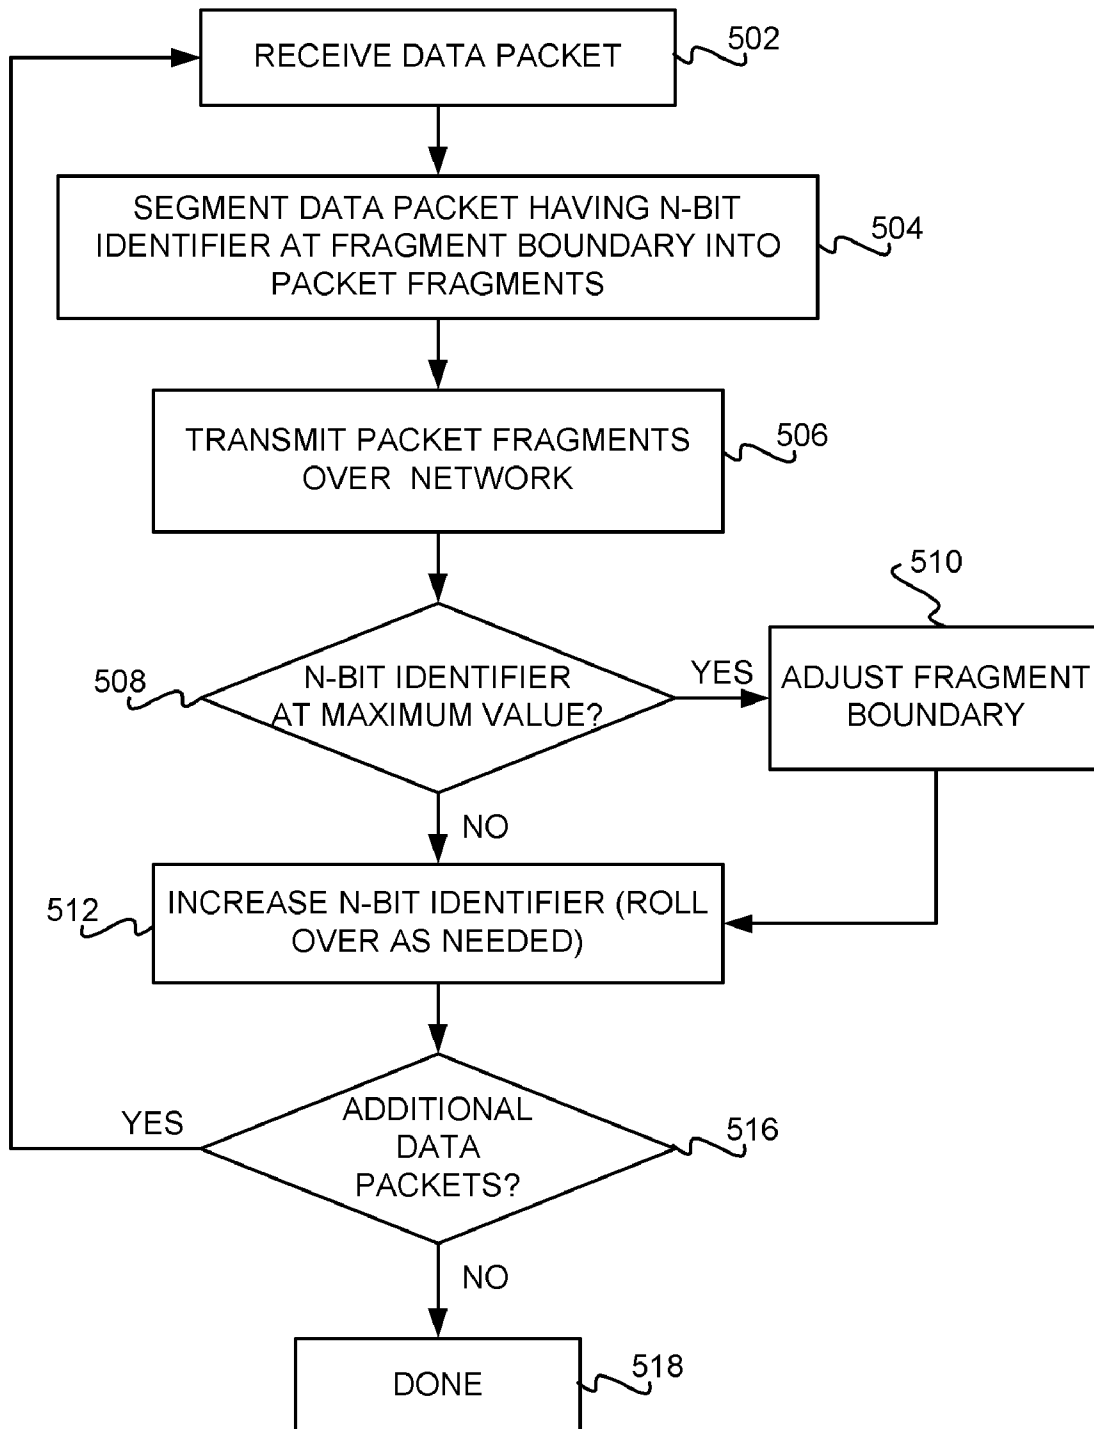 RECEIVE DATA PACKET
502
SEGMENT DATA PACKET HAVING N-BIT
IDENTIFIER AT FRAGMENT BOUNDARY INTO
PACKET FRAGMENTS
504
TRANSMIT PACKET FRAGMENTS
OVER NETWORK
506
508
N-BIT IDENTIFIER
AT MAXIMUM VALUE?
YES
510
ADJUST FRAGMENT
BOUNDARY
NO
512
INCREASE N-BIT IDENTIFIER (ROLL
OVER AS NEEDED)
YES
ADDITIONAL
DATA
PACKETS?
516
NO
DONE
518